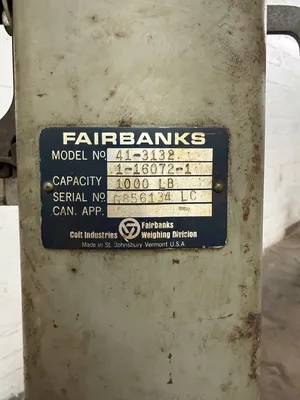 FAIRBANKS
MODEL NO 41-3132
1-16072-1
CAPACITY 1000 LB
SERIAL NO G856134 LC
CAN. APP.
Colt Industries Fairbanks Weighing Division
Made in St. Johnsbury Vermont U.S.A